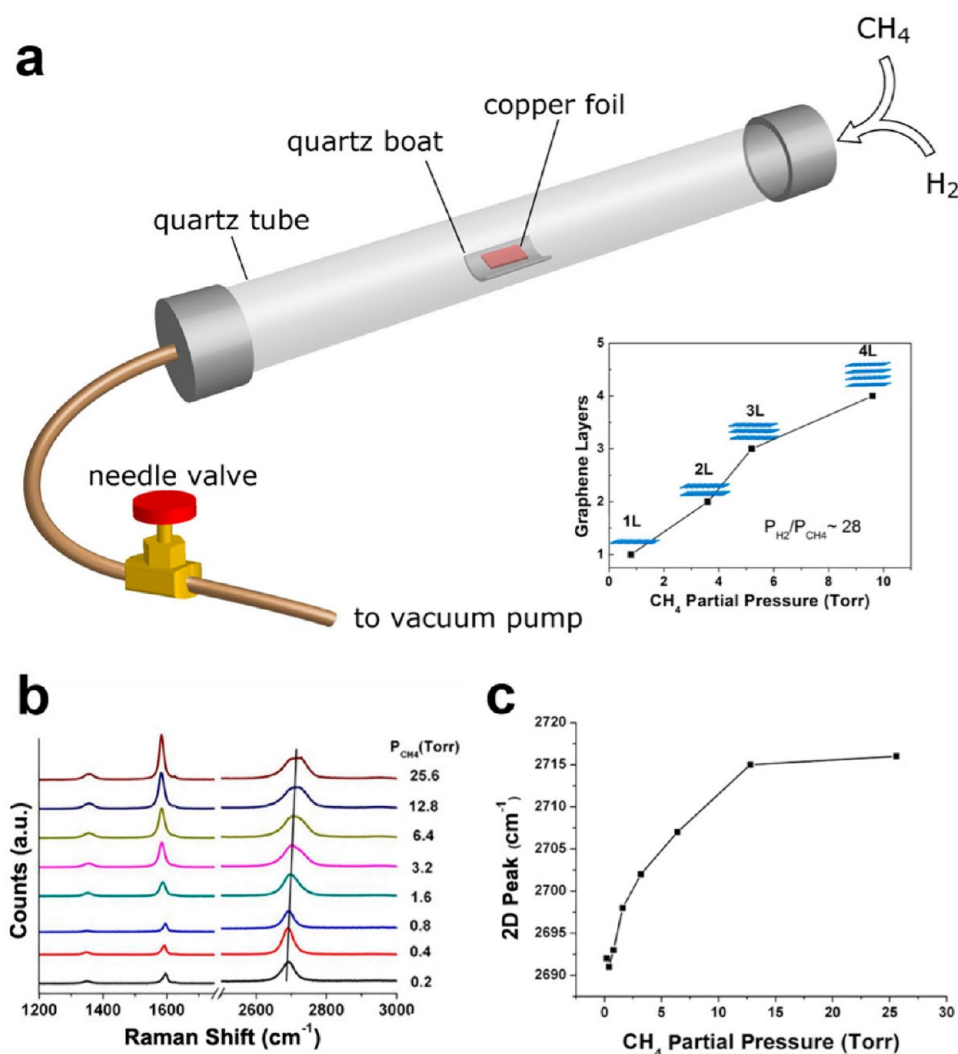 a
CH₄
H₂
copper foil
quartz boat
quartz tube
needle valve
to vacuum pump
5
4
3
2
1
Graphene Layers
1L
2L
3L
4L
P_H2/P_CH4 ~ 28
0 2 4 6 8 10
CH₄ Partial Pressure (Torr)
b
P_CH4(Torr)
25.6
12.8
6.4
3.2
1.6
0.8
0.4
0.2
Counts (a.u.)
1200 1400 1600 2600 2800 3000
Raman Shift (cm⁻¹)
c
2720
2715
2710
2705
2700
2695
2690
2D Peak (cm⁻¹)
0 5 10 15 20 25 30
CH₄ Partial Pressure (Torr)